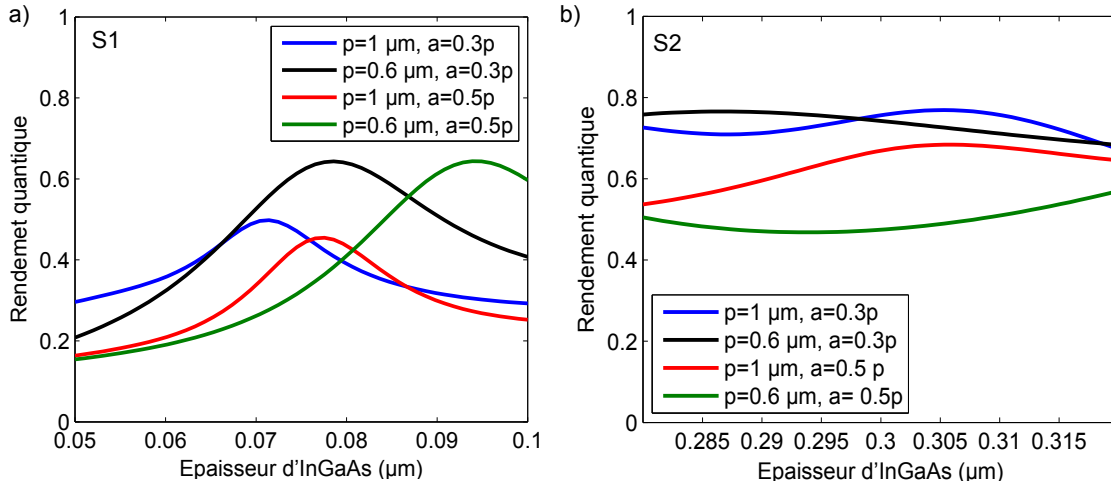 a)
S1
p=1 µm, a=0.3p
p=0.6 µm, a=0.3p
p=1 µm, a=0.5p
p=0.6 µm, a=0.5p
Rendemet quantique
1
0.8
0.6
0.4
0.2
0
0.05 0.06 0.07 0.08 0.09 0.1
Epaisseur d'InGaAs (µm)
b)
S2
Rendement quantique
1
0.8
0.6
0.4
0.2
0
p=1 µm, a=0.3p
p=0.6 µm, a=0.3p
p=1 µm, a=0.5 p
p=0.6 µm, a= 0.5p
0.285 0.29 0.295 0.3 0.305 0.31 0.315
Epaisseur d'InGaAs (µm)